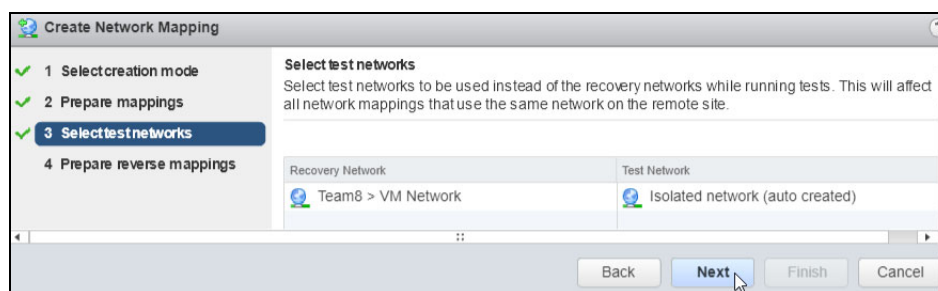 Create Network Mapping
1 Select creation mode
2 Prepare mappings
3 Select test networks
4 Prepare reverse mappings
Select test networks
Select test networks to be used instead of the recovery networks while running tests. This will affect
all network mappings that use the same network on the remote site.
Recovery Network Test Network
Team8 > VM Network Isolated network (auto created)
Back Next Finish Cancel